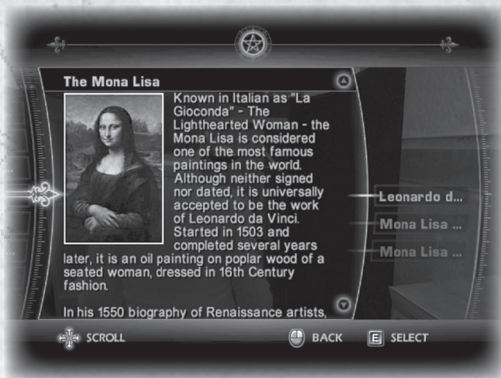 The Mona Lisa
Known in Italian as "La
Gioconda" - The
Lighthearted Woman - the
Mona Lisa is considered
one of the most famous
paintings in the world.
Although neither signed
nor dated, it is universally
accepted to be the work
of Leonardo da Vinci.
Started in 1503 and
completed several years
later, it is an oil painting on poplar wood of a
seated woman, dressed in 16th Century
fashion.
In his 1550 biography of Renaissance artists,
Leonardo d...
Mona Lisa ...
Mona Lisa ...
SCROLL
BACK
E SELECT